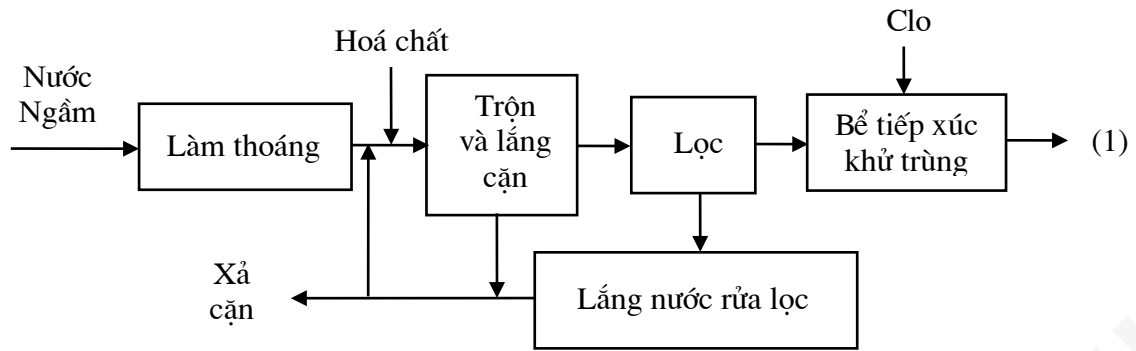 Hoá chất
Clo
Nước
Ngầm
Làm thoáng
Trộn
và lắng
cặn
Lọc
Bể tiếp xúc
khử trùng
(1)
Xả
cặn
Lắng nước rửa lọc